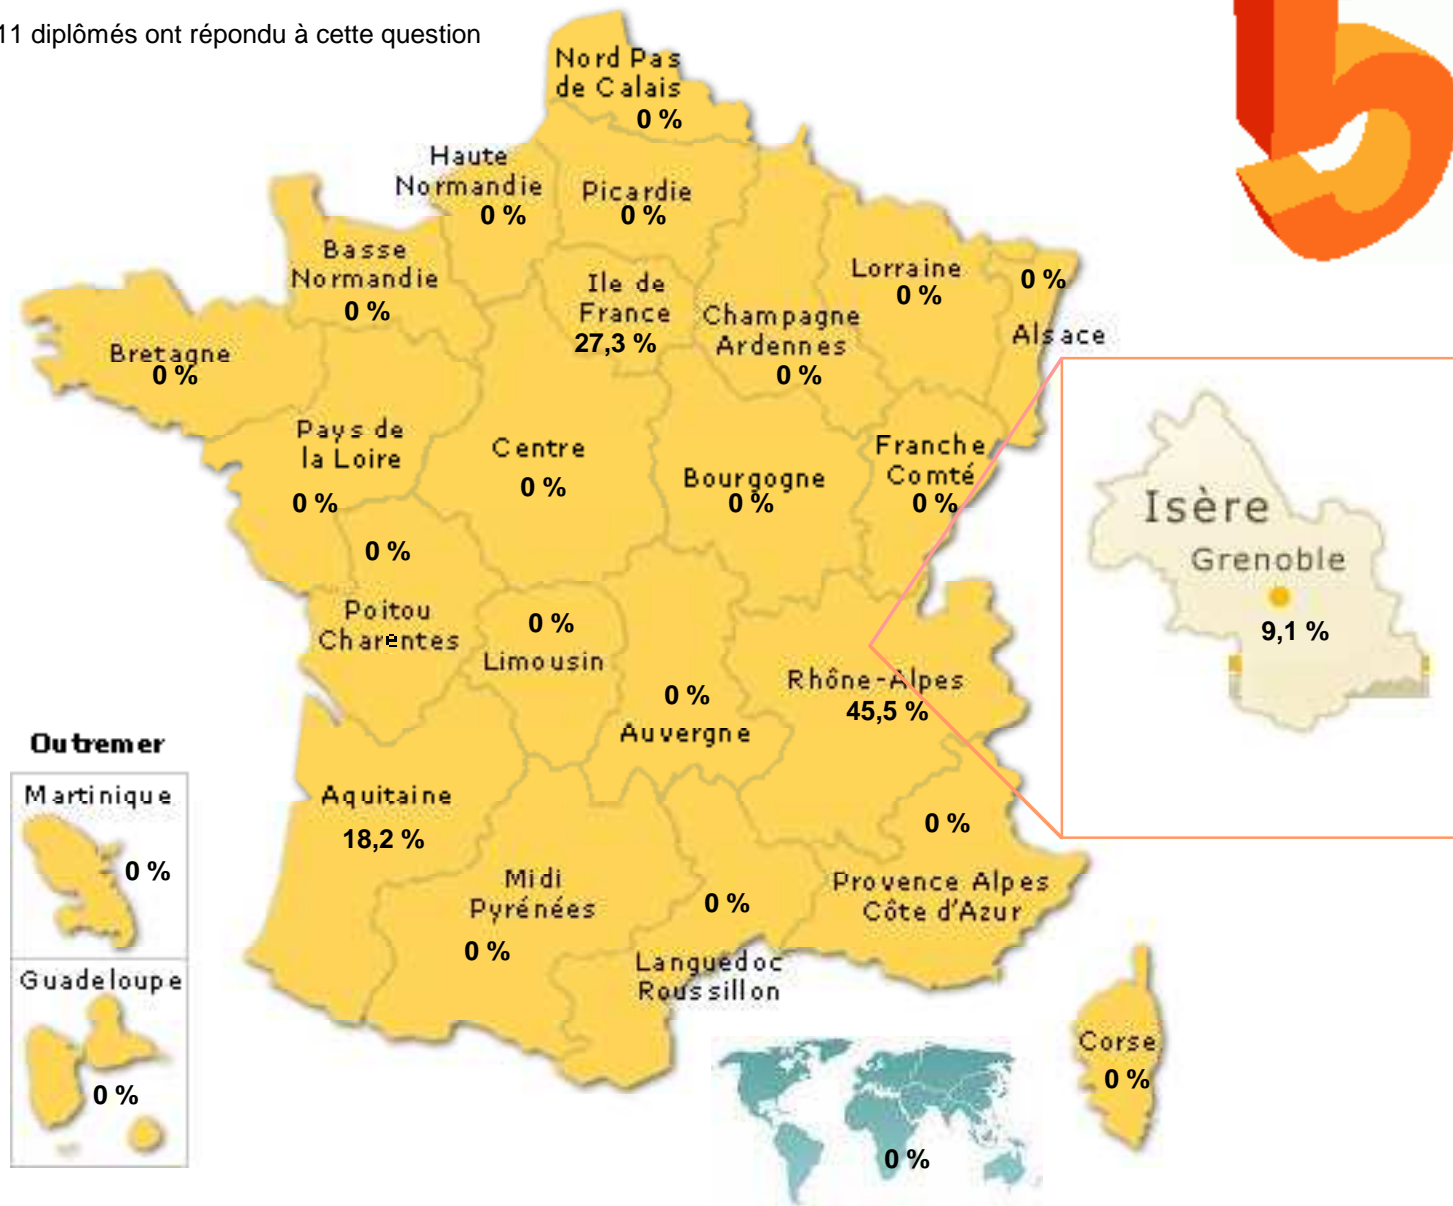 11 diplômés ont répondu à cette question
Nord Pas
de Calais
0 %
Haute
Normandie
0 %
Picardie
0 %
Basse
Normandie
0 %
Ile de
France
27,3 %
Champagne
Ardennes
0 %
Lorraine
0 %
0 %
Alsace
Bretagne
0 %
Pays de
la Loire
0 %
Centre
0 %
Bourgogne
0 %
Franche
Comté
0 %
Isère
Grenoble
9,1 %
0 %
Poitou
Charentes
0 %
Limousin
0 %
Auvergne
Rhône-Alpes
45,5 %
Outremer
Martinique
0 %
Guadeloupe
0 %
Aquitaine
18,2 %
Midi
Pyrénées
0 %
0 %
Languedoc
Roussillon
0 %
Provence Alpes
Côte d'Azur
Corse
0 %
0 %